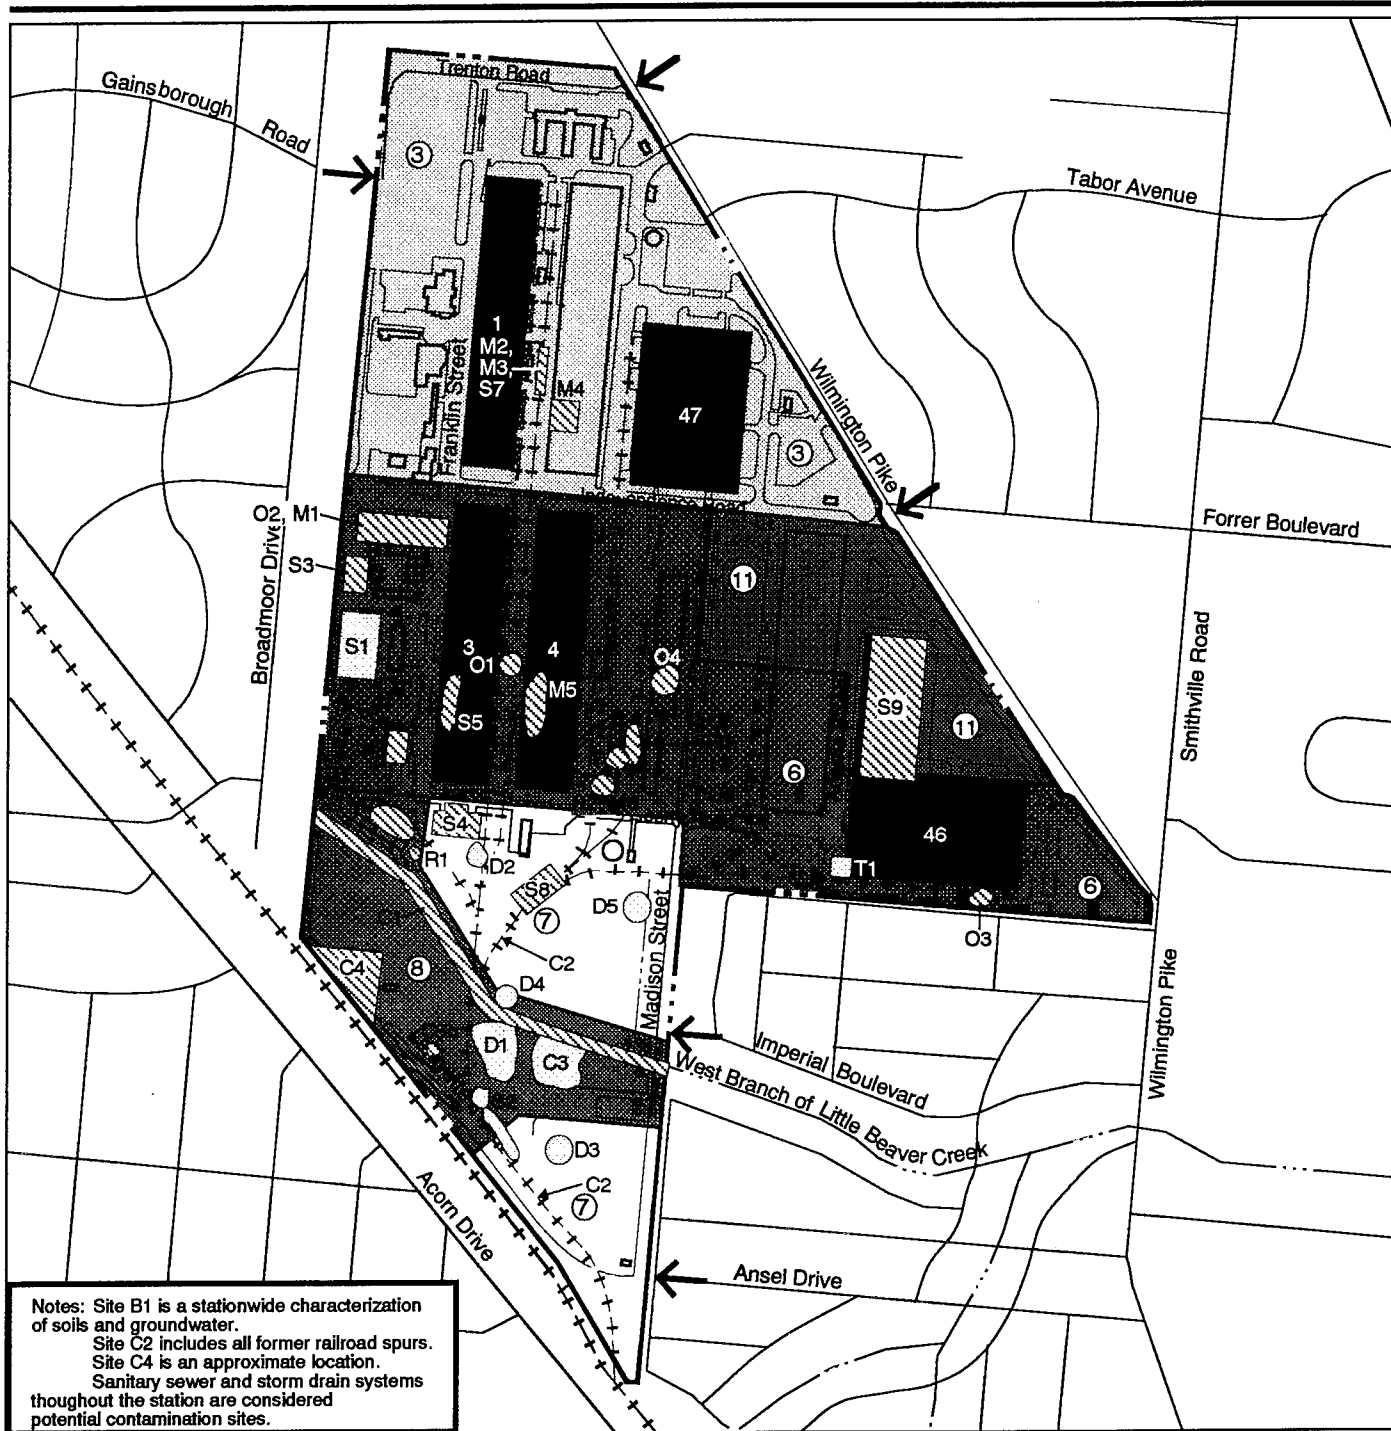 Trenton Road
Gainsborough
Road
3
Tabor Avenue
1
M2,
M3,
S7
M4
Franklin Street
47
3
Wilmington Pike
Independence Road
O2, M1
Forrer Boulevard
S3
11
Broadmoor Drive
S1
3
O1
4
O4
M5
S5
S9
11
Smithville Road
6
46
S4
R1
D2
T1
S8
6
C1
7
D5
O3
C2
Madison Street
C4
8
D4
D1
C3
Imperial Boulevard
West Branch of Little Beaver Creek
Wilmington Pike
D3
C2
7
Acorn Drive
Ansel Drive
Notes: Site B1 is a stationwide characterization
of soils and groundwater.
Site C2 includes all former railroad spurs.
Site C4 is an approximate location.
Sanitary sewer and storm drain systems
thoughout the station are considered
potential contamination sites.